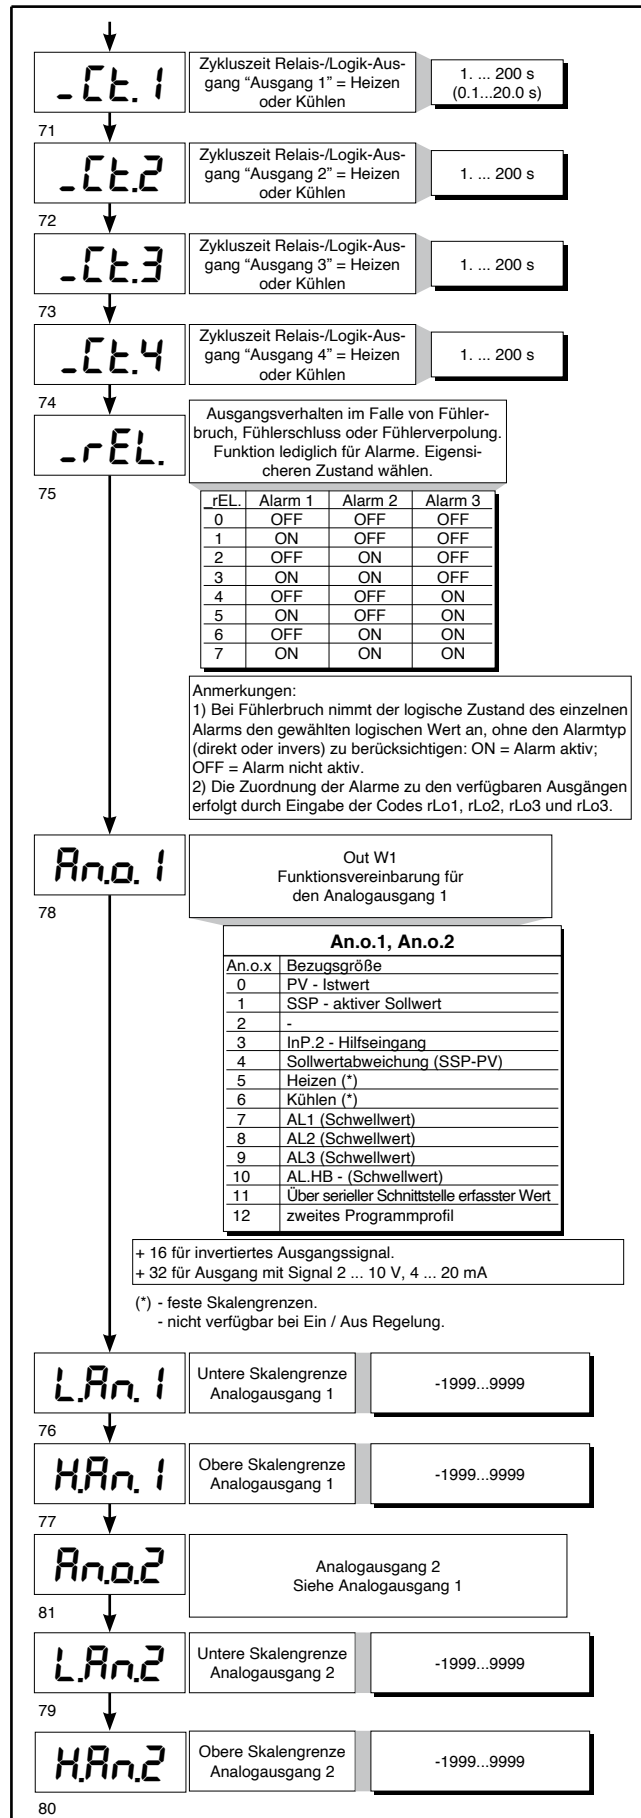 _Ct.1
Zykluszeit Relais-/Logik-Aus-
gang “Ausgang 1” = Heizen
oder Kühlen
1. ... 200 s
(0.1...20.0 s)
71
_Ct.2
Zykluszeit Relais-/Logik-Aus-
gang “Ausgang 2” = Heizen
oder Kühlen
1. ... 200 s
72
_Ct.3
Zykluszeit Relais-/Logik-Aus-
gang “Ausgang 3” = Heizen
oder Kühlen
1. ... 200 s
73
_Ct.4
Zykluszeit Relais-/Logik-Aus-
gang “Ausgang 4” = Heizen
oder Kühlen
1. ... 200 s
74
_rEL.
Ausgangsverhalten im Falle von Fühler-
bruch, Fühlerschluss oder Fühlerverpolung.
Funktion lediglich für Alarme. Eigensi-
cheren Zustand wählen.
75
_rEL. Alarm 1 Alarm 2 Alarm 3
0 OFF OFF OFF
1 ON OFF OFF
2 OFF ON OFF
3 ON ON OFF
4 OFF OFF ON
5 ON OFF ON
6 OFF ON ON
7 ON ON ON
Anmerkungen:
1) Bei Fühlerbruch nimmt der logische Zustand des einzelnen
Alarms den gewählten logischen Wert an, ohne den Alarmtyp
(direkt oder invers) zu berücksichtigen: ON = Alarm aktiv;
OFF = Alarm nicht aktiv.
2) Die Zuordnung der Alarme zu den verfügbaren Ausgängen
erfolgt durch Eingabe der Codes rLo1, rLo2, rLo3 und rLo3.
An.o.1
Out W1
Funktionsvereinbarung für
den Analogausgang 1
78
An.o.1, An.o.2
An.o.x Bezugsgröße
0 PV - Istwert
1 SSP - aktiver Sollwert
2 -
3 InP.2 - Hilfseingang
4 Sollwertabweichung (SSP-PV)
5 Heizen (*)
6 Kühlen (*)
7 AL1 (Schwellwert)
8 AL2 (Schwellwert)
9 AL3 (Schwellwert)
10 AL.HB - (Schwellwert)
11 Über serieller Schnittstelle erfasster Wert
12 zweites Programmprofil
+ 16 für invertiertes Ausgangssignal.
+ 32 für Ausgang mit Signal 2 ... 10 V, 4 ... 20 mA
(*) - feste Skalengrenzen.
- nicht verfügbar bei Ein / Aus Regelung.
L.An.1
Untere Skalengrenze
Analogausgang 1
-1999...9999
76
H.An.1
Obere Skalengrenze
Analogausgang 1
-1999...9999
77
An.o.2
Analogausgang 2
Siehe Analogausgang 1
81
L.An.2
Untere Skalengrenze
Analogausgang 2
-1999...9999
79
H.An.2
Obere Skalengrenze
Analogausgang 2
-1999...9999
80